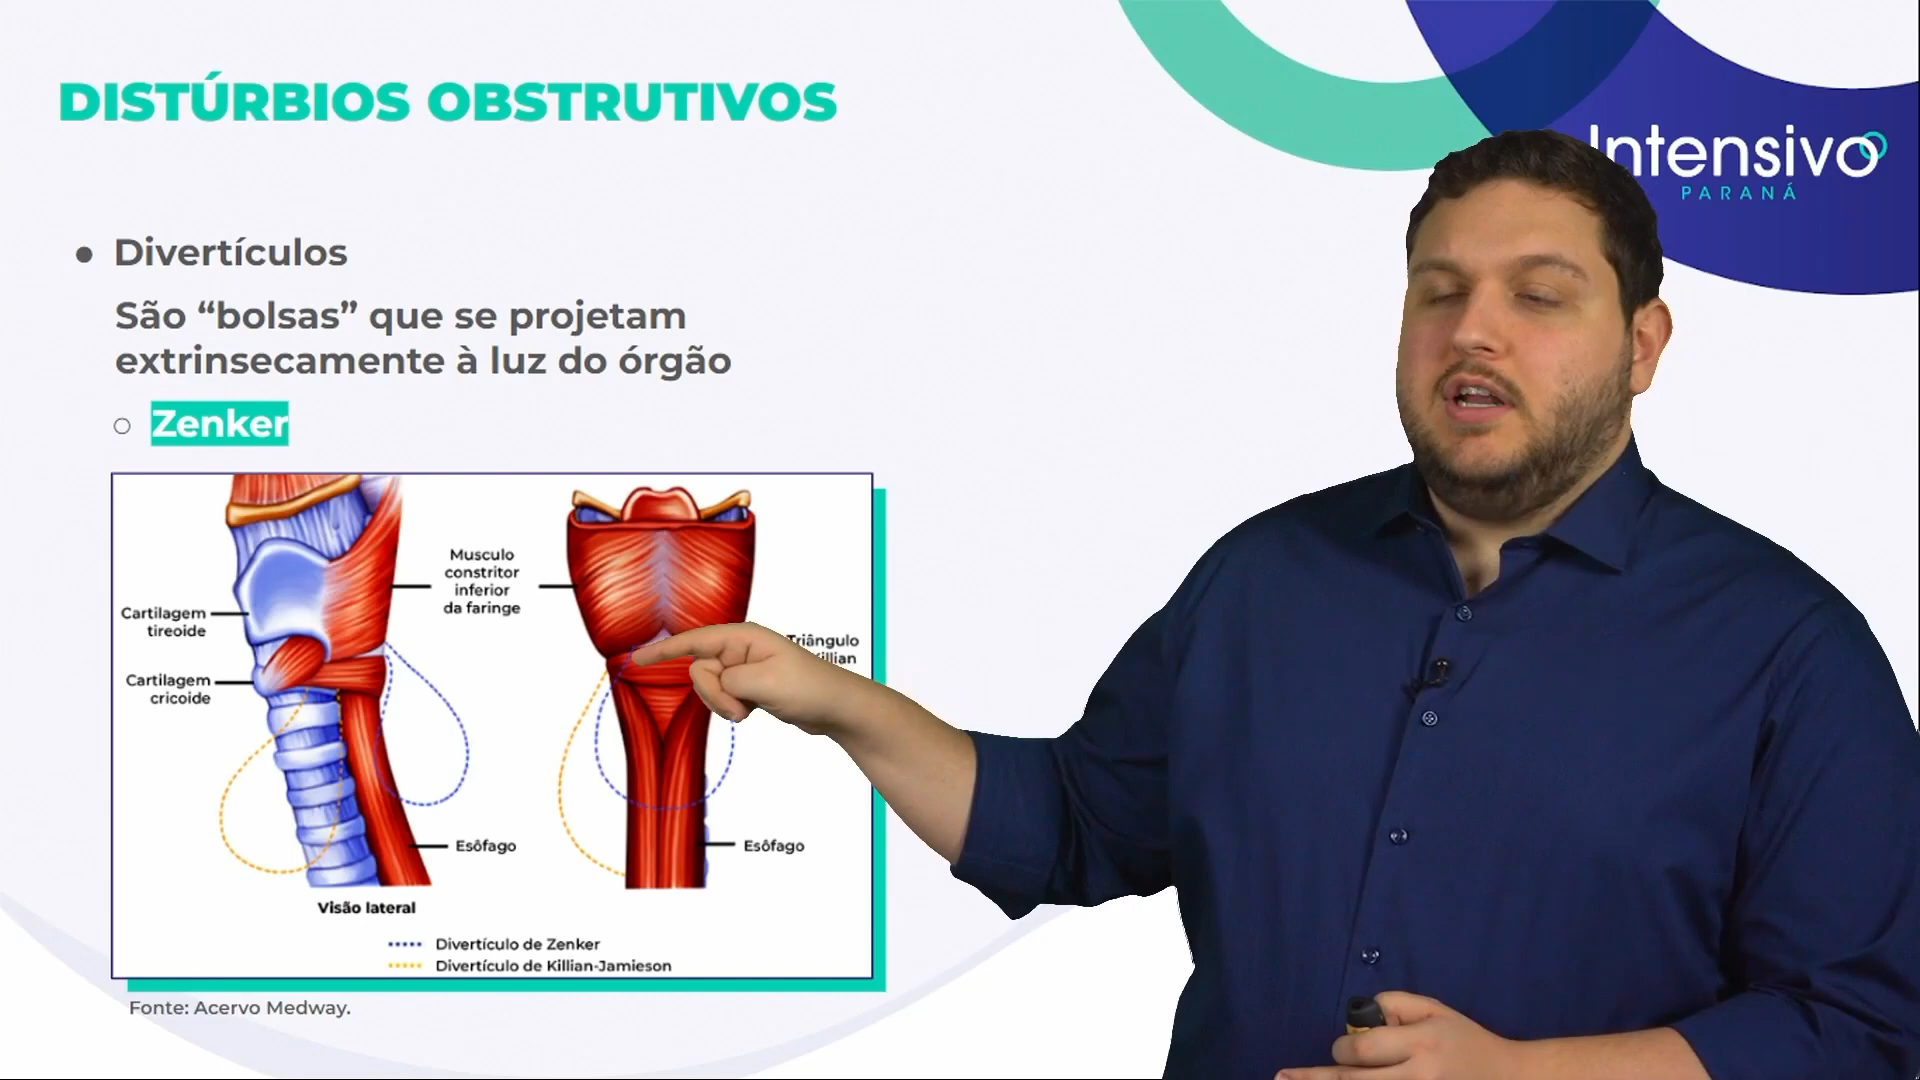 DISTÚRBIOS OBSTRUTIVOS
Intensivo
PARANÁ
● Divertículos
São “bolsas” que se projetam
extrinsecamente à luz do órgão
○ Zenker
Musculo
constritor
inferior
da faringe
Cartilagem
tireoide
Triângulo
Cartilagem
cricoide
Esôfago
Esôfago
Visão lateral
Divertículo de Zenker
Divertículo de Killian-Jamieson
Fonte: Acervo Medway.